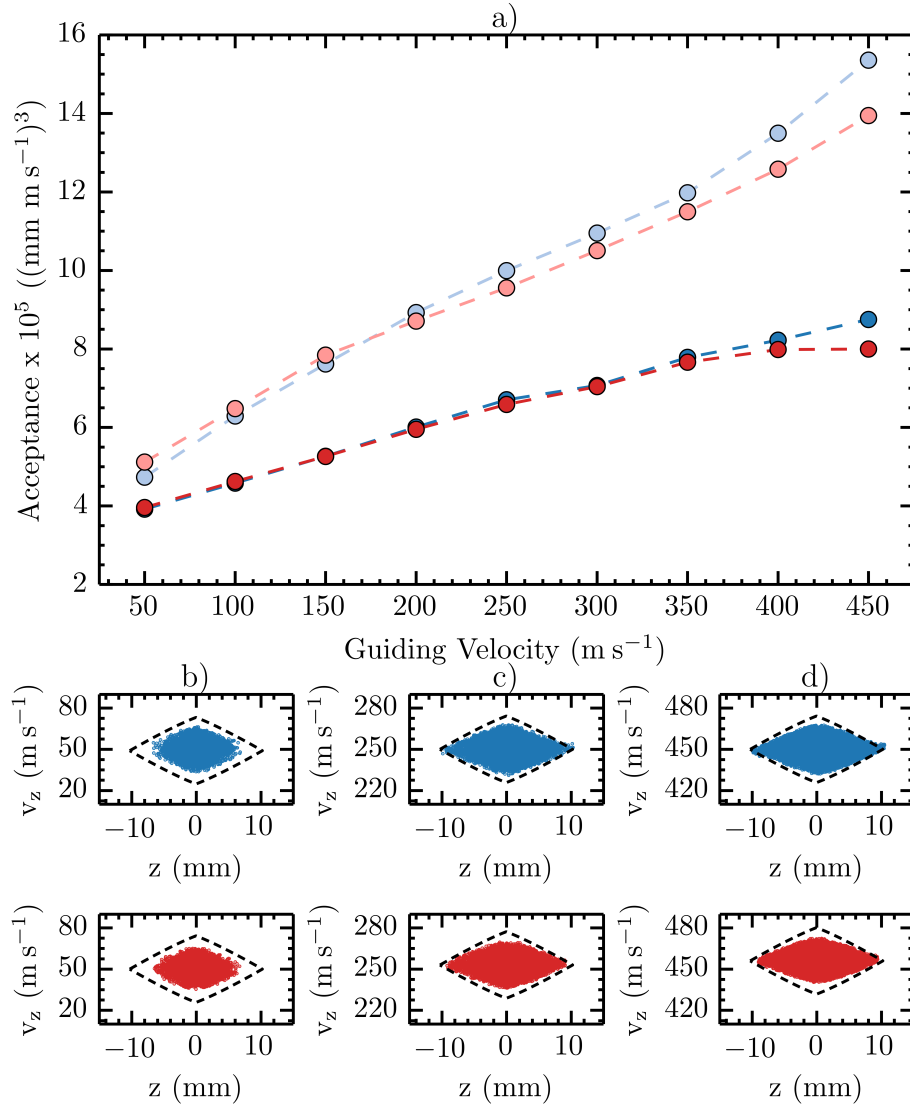 a)
16
14
12
10
8
6
4
2
Acceptance x 10⁵ ((mm m s⁻¹)³)
50 100 150 200 250 300 350 400 450
Guiding Velocity (m s⁻¹)
b) c) d)
80 280 480
50 250 450
20 220 420
v_z (m s⁻¹) v_z (m s⁻¹) v_z (m s⁻¹)
−10 0 10 −10 0 10 −10 0 10
z (mm) z (mm) z (mm)
80 280 480
50 250 450
20 220 420
v_z (m s⁻¹) v_z (m s⁻¹) v_z (m s⁻¹)
−10 0 10 −10 0 10 −10 0 10
z (mm) z (mm) z (mm)